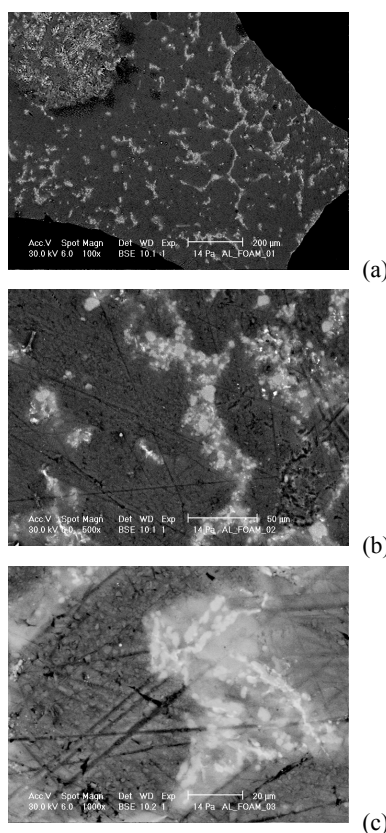 Acc.V Spot Magn Det WD Exp 200 µm
30.0 kV 6.0 100x BSE 10.1 1 14 Pa AL_FOAM_01
(a)
Acc.V Spot Magn Det WD Exp 50 µm
30.0 kV 6.0 500x BSE 10.1 1 14 Pa AL_FOAM_02
(b)
Acc.V Spot Magn Det WD Exp 20 µm
30.0 kV 6.0 1000x BSE 10.2 1 14 Pa AL_FOAM_03
(c)